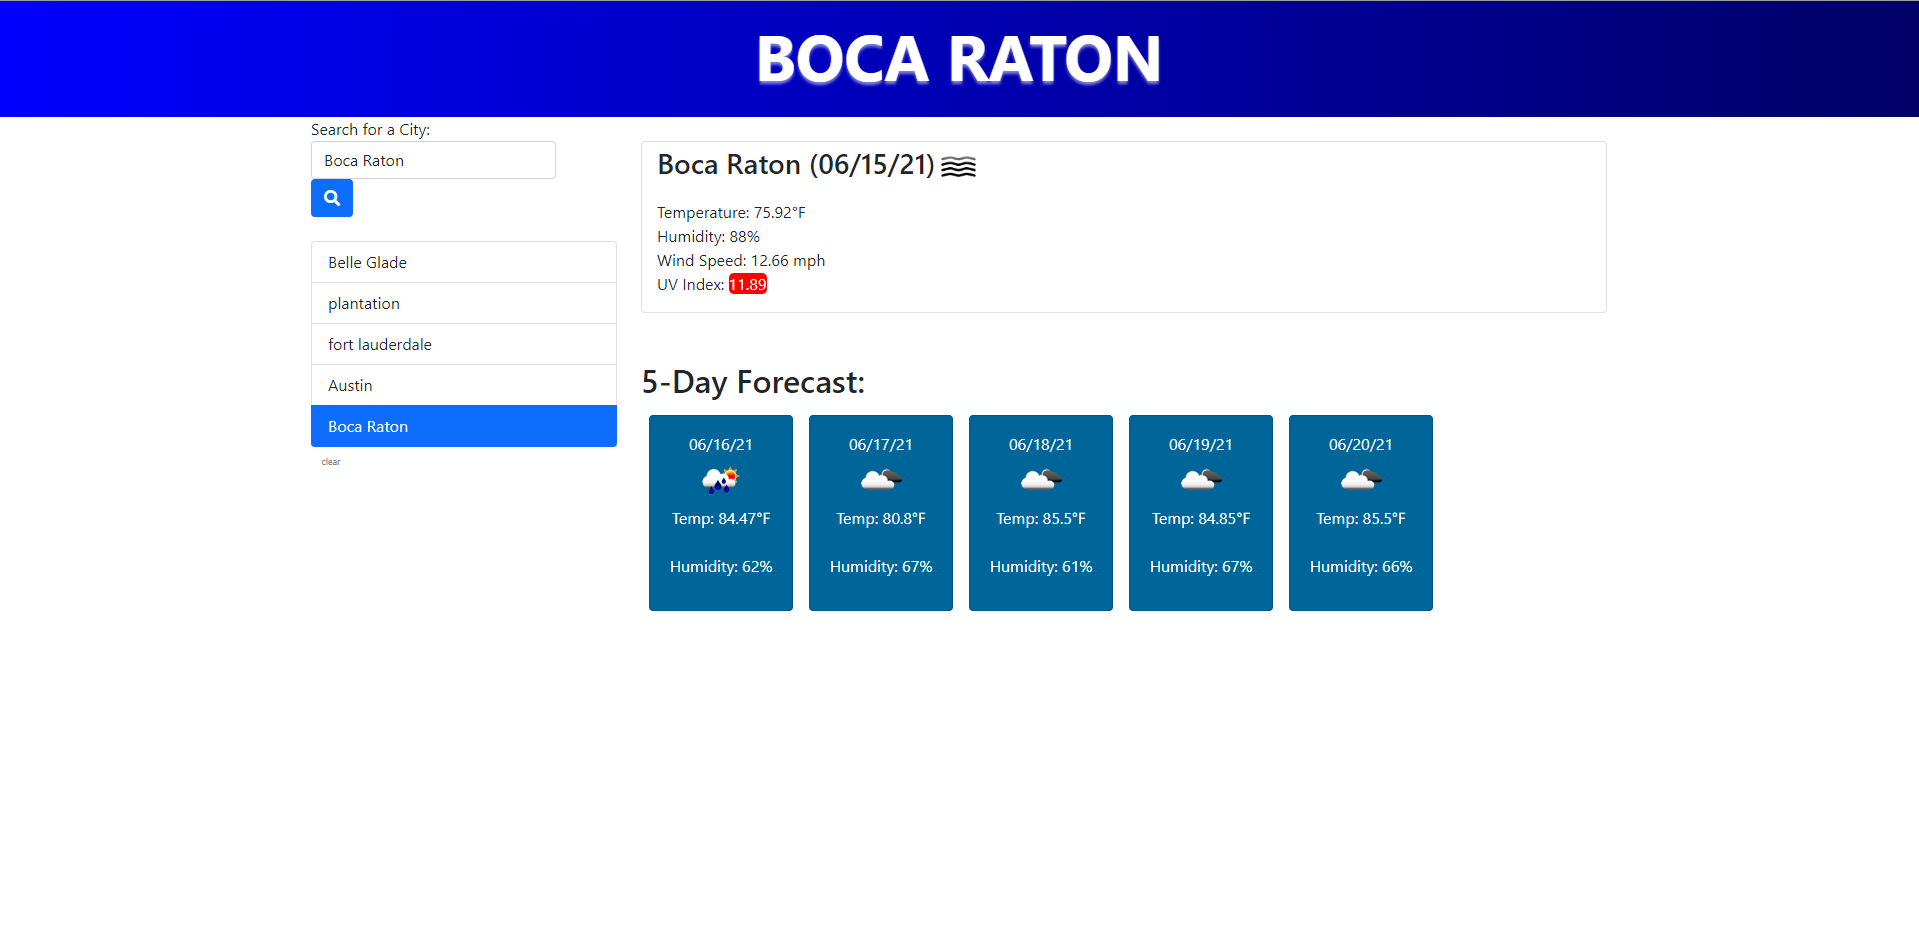 BOCA RATON
Search for a City:
Boca Raton
Belle Glade
plantation
fort lauderdale
Austin
Boca Raton
clear
Boca Raton (06/15/21)
Temperature: 75.92°F
Humidity: 88%
Wind Speed: 12.66 mph
UV Index: 11.89
5-Day Forecast:
06/16/21
Temp: 84.47°F
Humidity: 62%
06/17/21
Temp: 80.8°F
Humidity: 67%
06/18/21
Temp: 85.5°F
Humidity: 61%
06/19/21
Temp: 84.85°F
Humidity: 67%
06/20/21
Temp: 85.5°F
Humidity: 66%